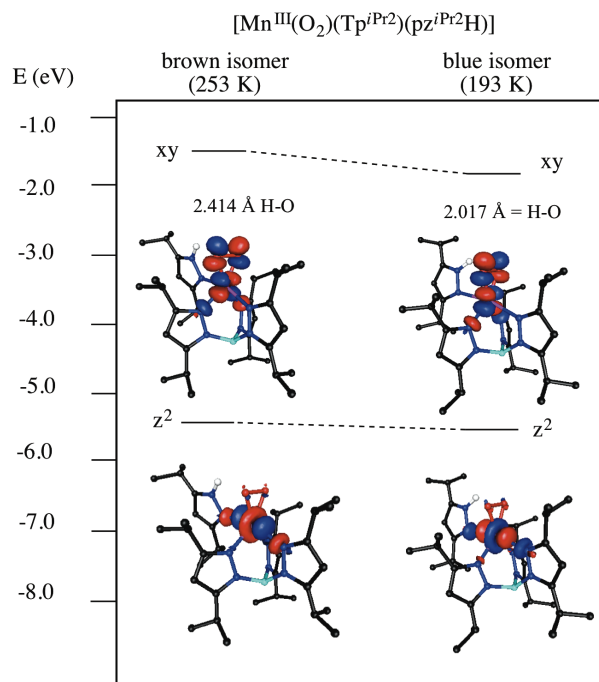 [Mn^III(O₂)(Tp^iPr2)(pz^iPr2H)]
brown isomer
(253 K)
blue isomer
(193 K)
E (eV)
-1.0
xy
xy
-2.0
2.414 Å H-O
2.017 Å = H-O
-3.0
-4.0
-5.0
z²
z²
-6.0
-7.0
-8.0